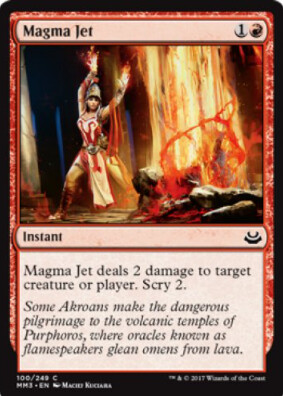 Magma Jet 1
Instant
Magma Jet deals 2 damage to target
creature or player. Scry 2.
Some Akroans make the dangerous
pilgrimage to the volcanic temples of
Purphoros, where oracles known as
flamespeakers glean omens from lava.
100/249 C
MM3 • EN Maciej Kuciara
™ & © 2017 Wizards of the Coast